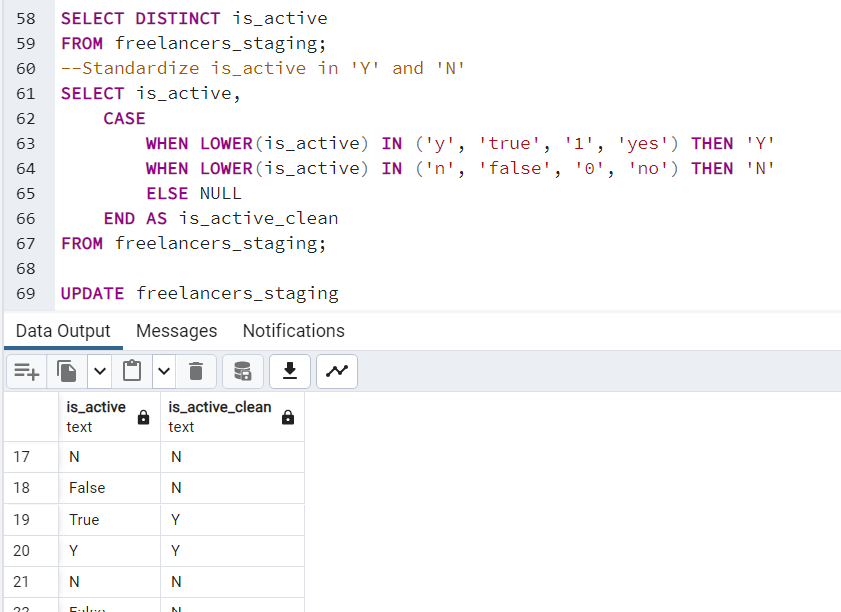 58 SELECT DISTINCT is_active
59 FROM freelancers_staging;
60 --Standardize is_active in 'Y' and 'N'
61 SELECT is_active,
62 CASE
63 WHEN LOWER(is_active) IN ('y', 'true', '1', 'yes') THEN 'Y'
64 WHEN LOWER(is_active) IN ('n', 'false', '0', 'no') THEN 'N'
65 ELSE NULL
66 END AS is_active_clean
67 FROM freelancers_staging;
68
69 UPDATE freelancers_staging
Data Output Messages Notifications
is_active is_active_clean
text text
17 N N
18 False N
19 True Y
20 Y Y
21 N N
22 False N